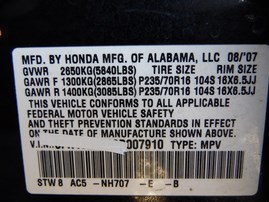 MFD. BY HONDA MFG. OF ALABAMA, LLC 08/'07
GVWR 2650KG(5840LBS) TIRE SIZE RIM SIZE
GAWR F 1300KG(2865LBS) P235/70R16 104S 16X6.5JJ
GAWR R 1400KG(3085LBS) P235/70R16 104S 16X6.5JJ
THIS VEHICLE CONFORMS TO ALL APPLICABLE
FEDERAL MOTOR VEHICLE SAFETY AND
THEFT PREVENTION STANDARDS IN EFFECT ON
THE DATE OF MANUFACTURE SHOWN ABOVE.
V.I.N.: 007910 TYPE: MPV
STW8 AC5 -NH707 -E -B